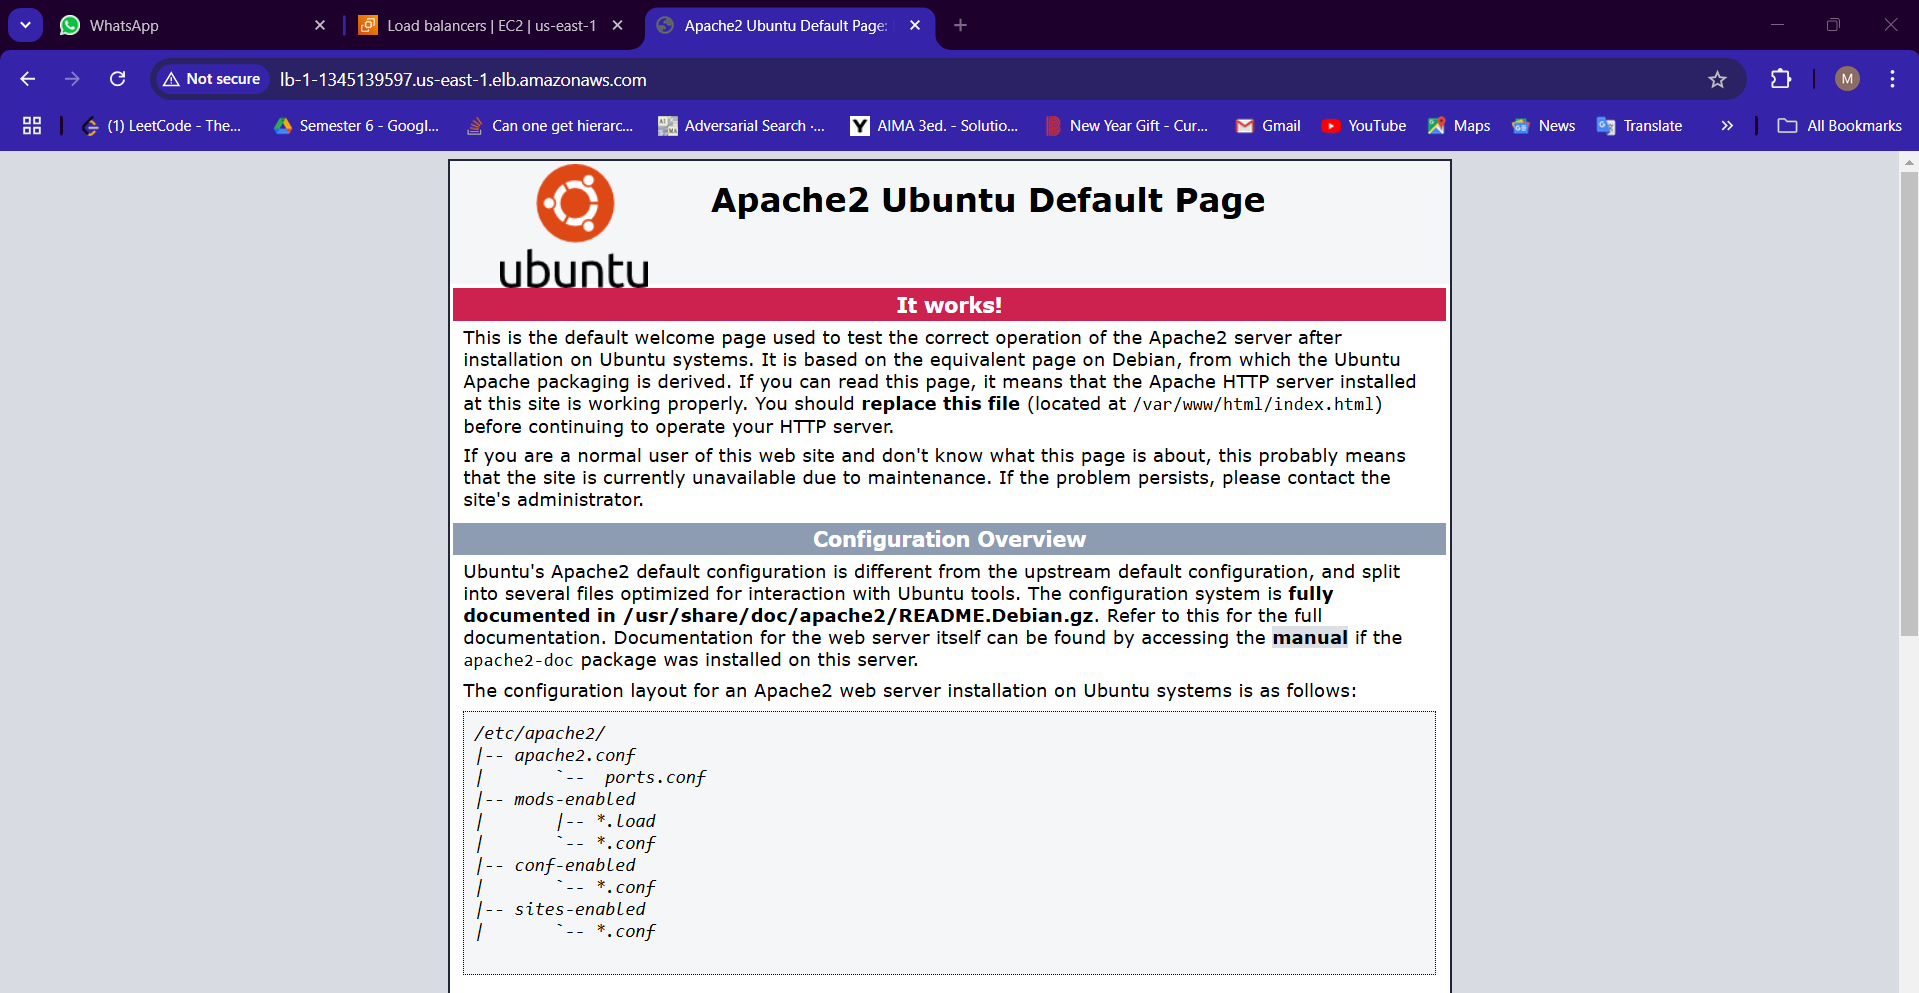 WhatsApp
Load balancers | EC2 | us-east-1
Apache2 Ubuntu Default Page:
Not secure
lb-1-1345139597.us-east-1.elb.amazonaws.com
M
(1) LeetCode - The...
Semester 6 - Googl...
Can one get hierarc...
Adversarial Search -...
AIMA 3ed. - Solutio...
New Year Gift - Cur...
Gmail
YouTube
Maps
News
Translate
All Bookmarks
ubuntu
Apache2 Ubuntu Default Page
It works!
This is the default welcome page used to test the correct operation of the Apache2 server after
installation on Ubuntu systems. It is based on the equivalent page on Debian, from which the Ubuntu
Apache packaging is derived. If you can read this page, it means that the Apache HTTP server installed
at this site is working properly. You should replace this file (located at /var/www/html/index.html)
before continuing to operate your HTTP server.
If you are a normal user of this web site and don't know what this page is about, this probably means
that the site is currently unavailable due to maintenance. If the problem persists, please contact the
site's administrator.
Configuration Overview
Ubuntu's Apache2 default configuration is different from the upstream default configuration, and split
into several files optimized for interaction with Ubuntu tools. The configuration system is fully
documented in /usr/share/doc/apache2/README.Debian.gz. Refer to this for the full
documentation. Documentation for the web server itself can be found by accessing the manual if the
apache2-doc package was installed on this server.
The configuration layout for an Apache2 web server installation on Ubuntu systems is as follows:
/etc/apache2/
|-- apache2.conf
|       `--  ports.conf
|-- mods-enabled
|       |-- *.load
|       `-- *.conf
|-- conf-enabled
|       `-- *.conf
|-- sites-enabled
|       `-- *.conf